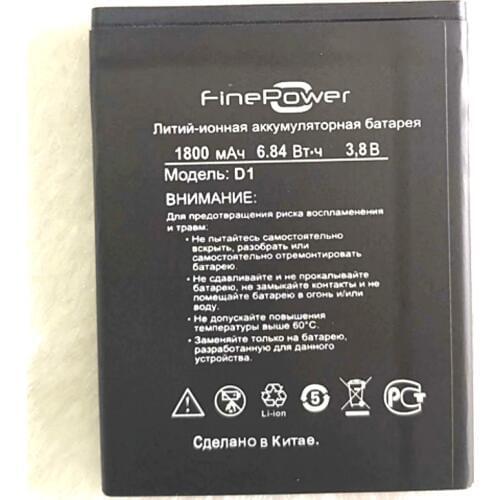 FinePower
Литий-ионная аккумуляторная батарея
1800 мАч 6.84 Вт·ч 3,8 В
Модель: D1
ВНИМАНИЕ:
Для предотвращения риска воспламенения
и травм:
• Не пытайтесь самостоятельно
вскрыть, разобрать или
самостоятельно отремонтировать
батарею.
• Не сдавливайте и не прокалывайте
батарею, не замыкайте контакты и не
помещайте батарею в огонь и/или
воду.
• Не допускайте повышения
температуры выше 60°C.
• Заменяйте только на батарею,
разработанную для данного
устройства.
Li-ion
5
РСТ
Сделано в Китае.